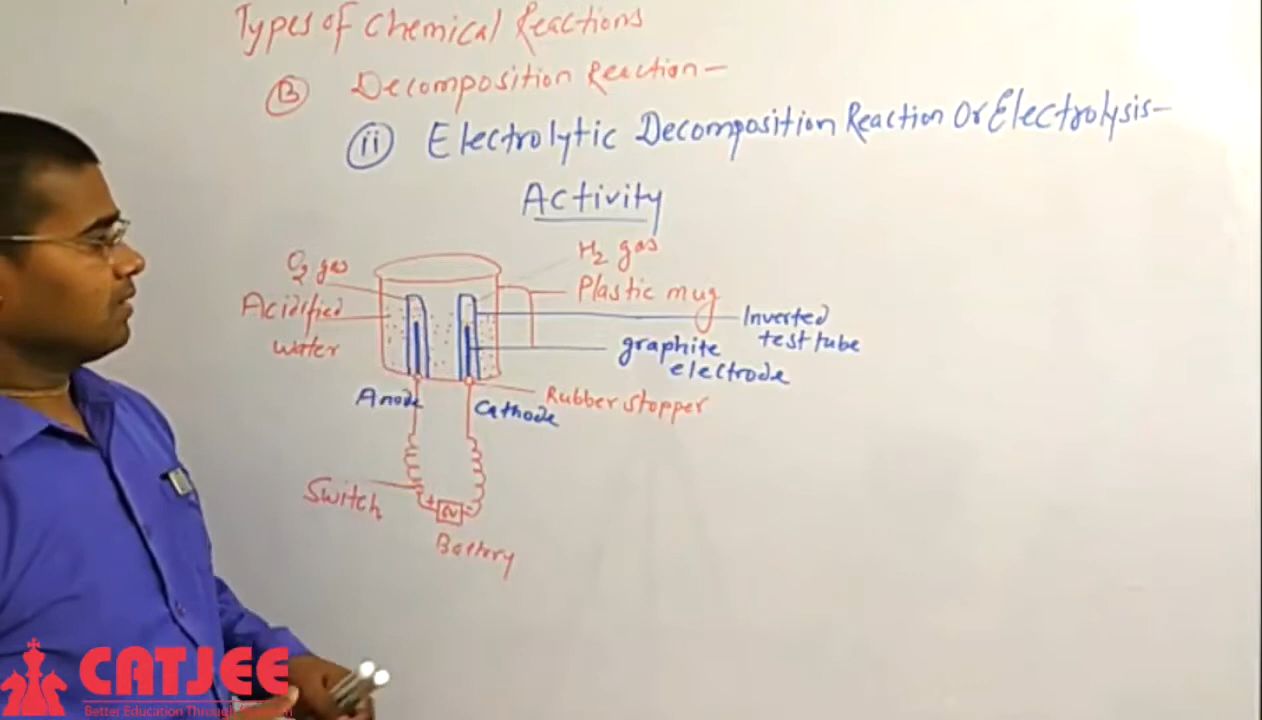 Types of Chemical Reactions
B Decomposition Reaction-
ii Electrolytic Decomposition Reaction Or Electrolysis-
Activity
O2 gas
H2 gas
Acidified
water
Plastic mug
Inverted
test tube
graphite
electrode
Anode
Cathode
Rubber stopper
Switch
+
-
Battery
CATJEE
Better Education Through